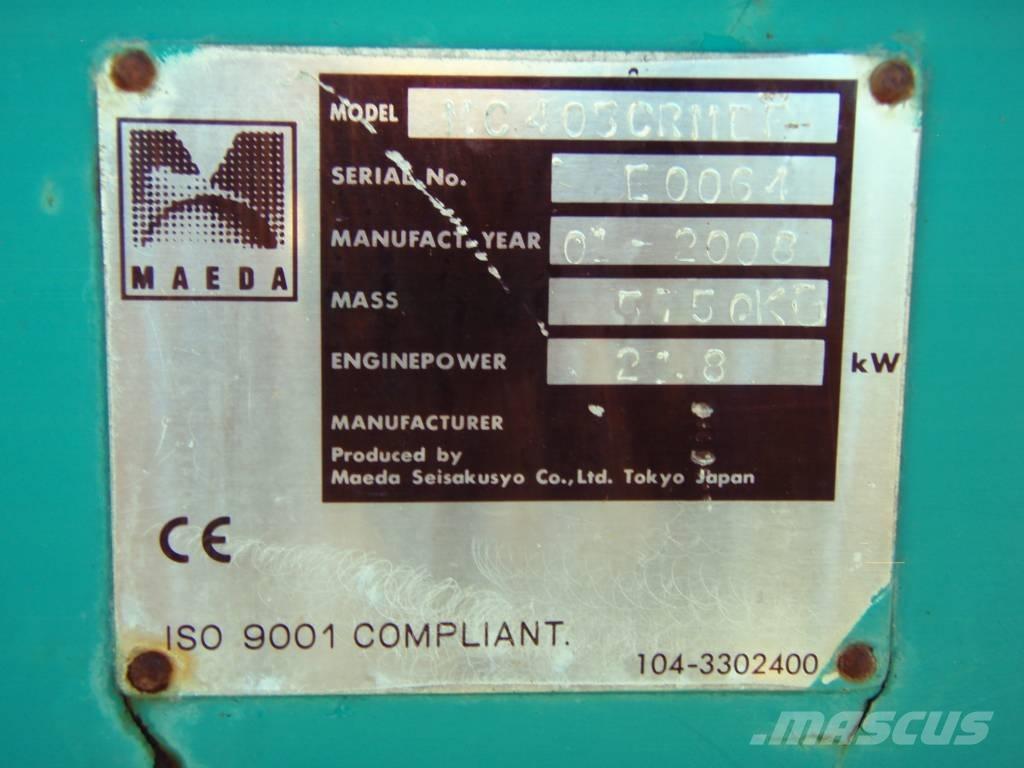 MAEDA
MODEL
SERIAL No. E0061
MANUFACT. YEAR 2008
MASS
ENGINEPOWER kW
MANUFACTURER
Produced by
Maeda Seisakusyo Co.,Ltd. Tokyo Japan
CE
ISO 9001 COMPLIANT.
104-3302400
MASCUS